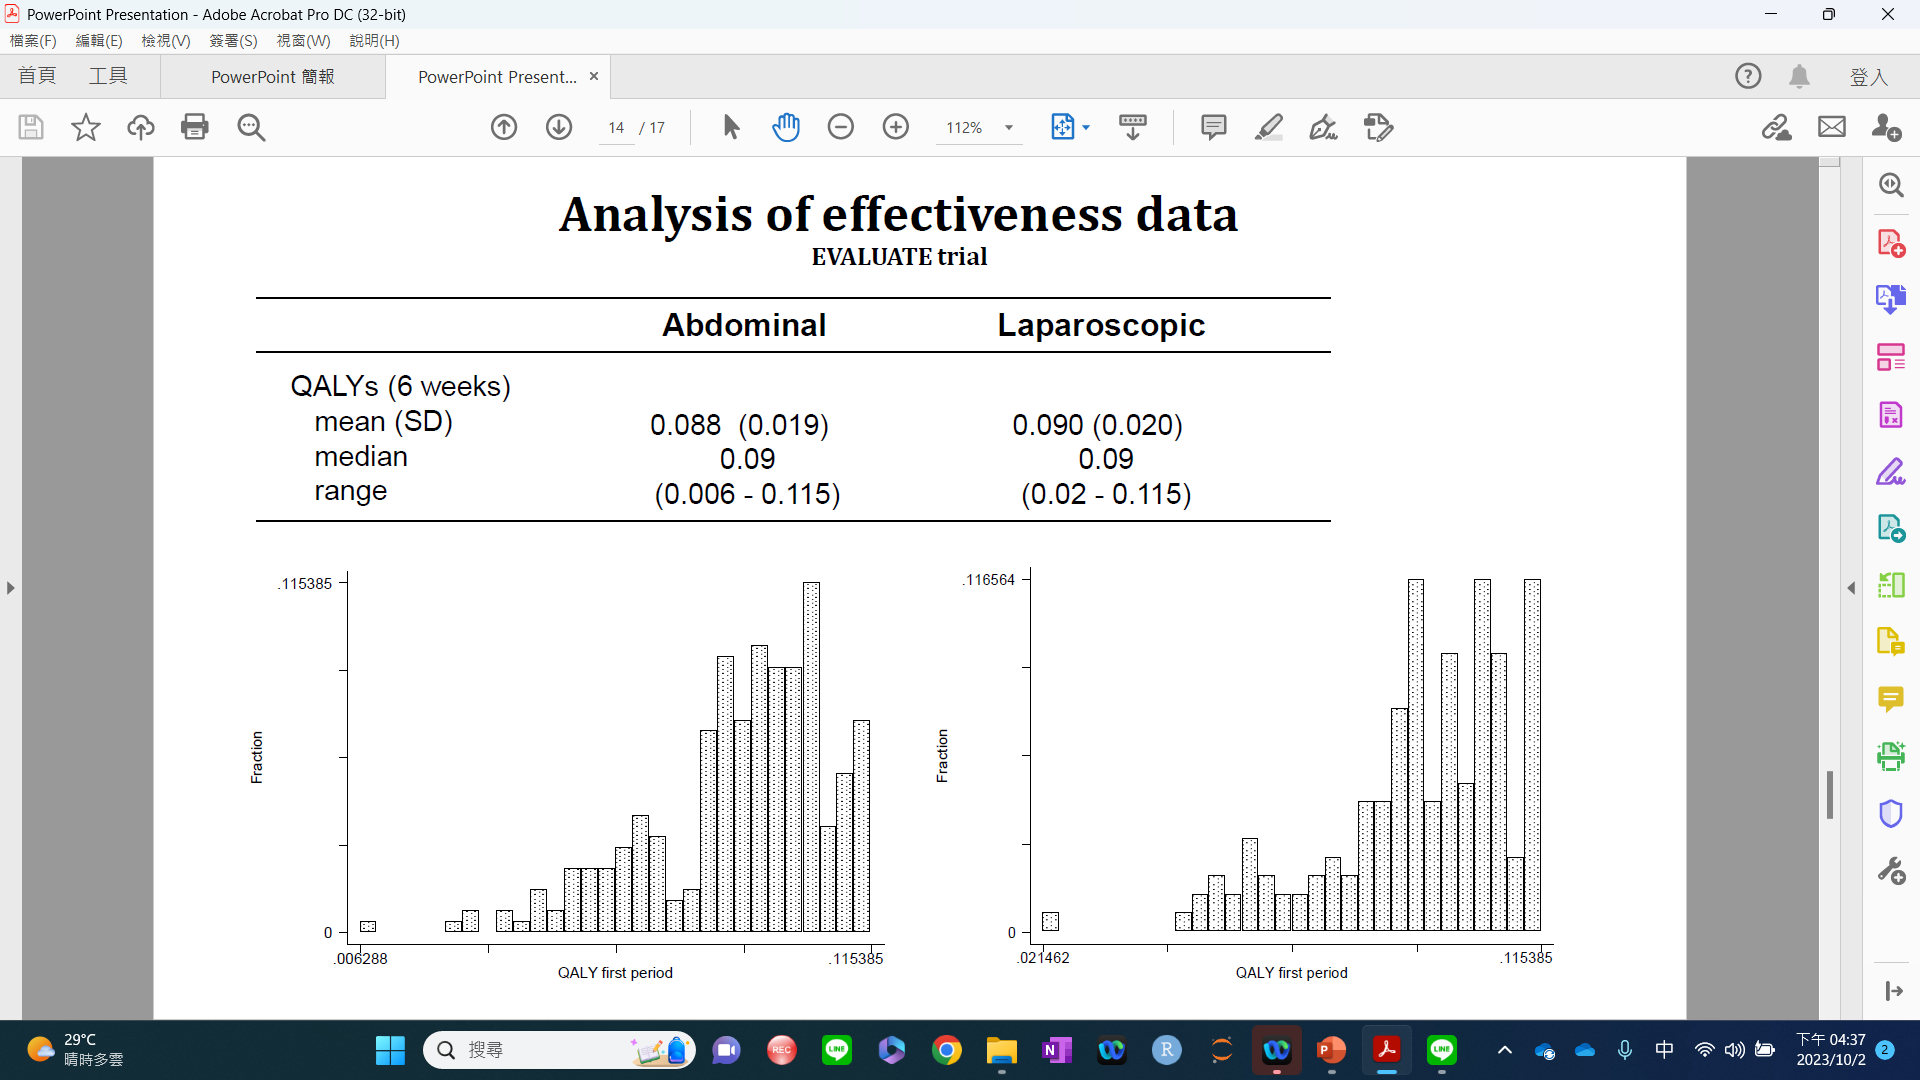 PowerPoint Presentation - Adobe Acrobat Pro DC (32-bit)
檔案(F) 編輯(E) 檢視(V) 簽署(S) 視窗(W) 說明(H)
首頁 工具 PowerPoint 簡報 PowerPoint Present... × 登入
14 / 17 112%
Analysis of effectiveness data
EVALUATE trial
Abdominal Laparoscopic
QALYs (6 weeks)
mean (SD) 0.088 (0.019) 0.090 (0.020)
median 0.09 0.09
range (0.006 - 0.115) (0.02 - 0.115)
.115385
Fraction
0
.006288 .115385
QALY first period
.116564
Fraction
0
.021462 .115385
QALY first period
29°C
晴時多雲
搜尋
REC
LINE
N
R
P
LINE
中
下午 04:37
2023/10/2
2